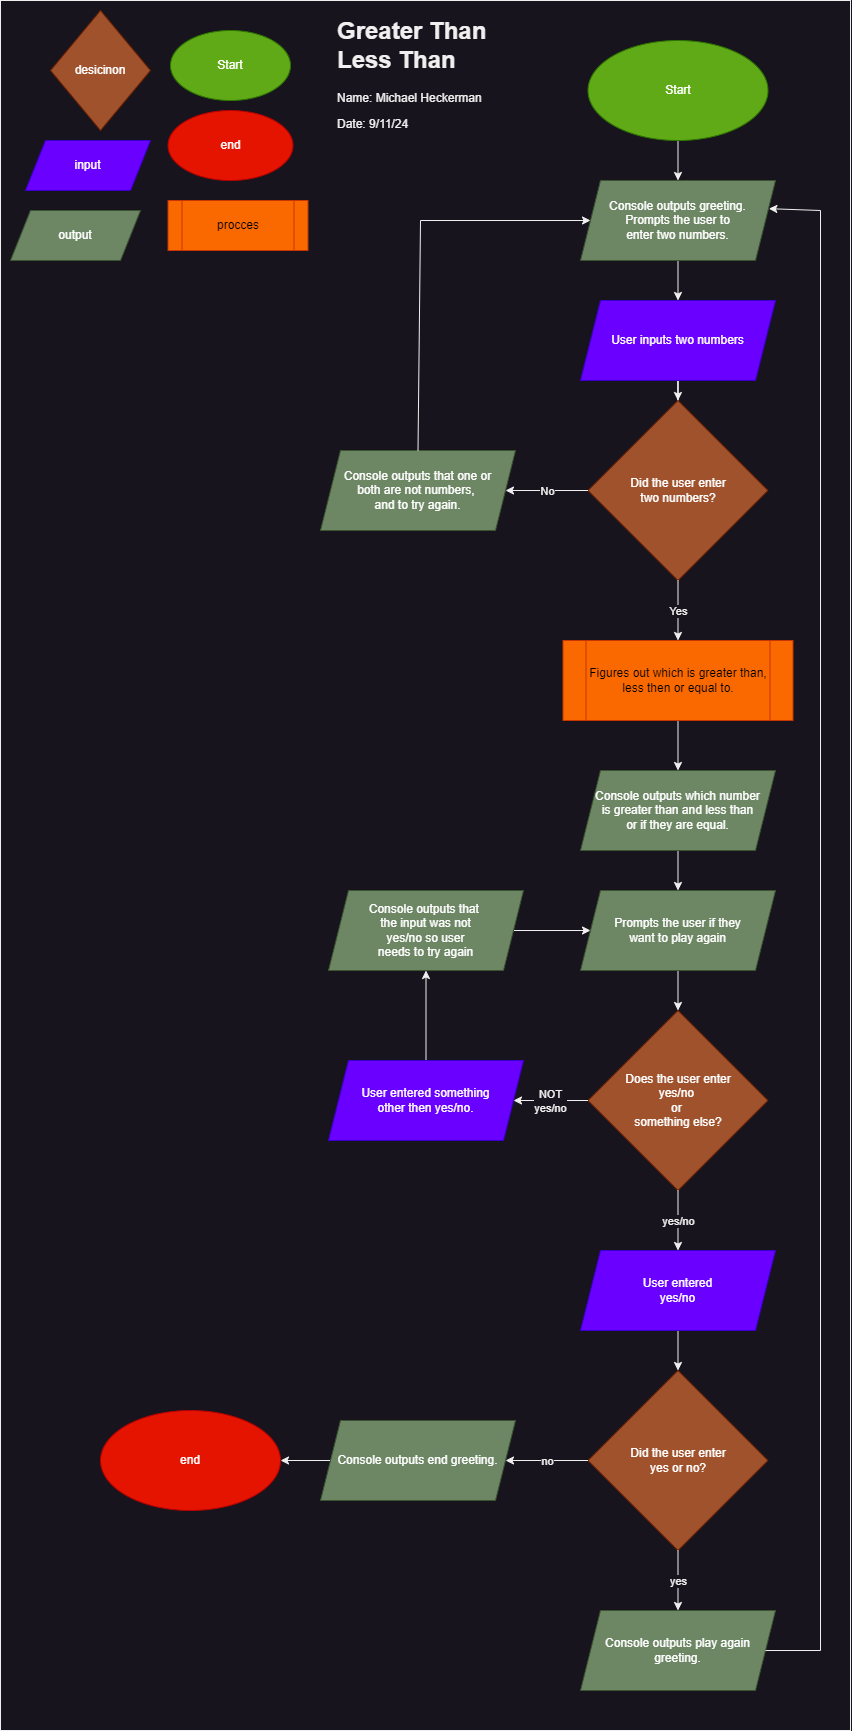 desicinon
Start
input
end
output
procces
Greater Than
Less Than
Name: Michael Heckerman
Date: 9/11/24
Start
Console outputs greeting.
Prompts the user to
enter two numbers.
User inputs two numbers
Did the user enter
two numbers?
No
Console outputs that one or
both are not numbers,
and to try again.
Yes
Figures out which is greater than,
less then or equal to.
Console outputs which number
is greater than and less than
or if they are equal.
Prompts the user if they
want to play again
Console outputs that
the input was not
yes/no so user
needs to try again
Does the user enter
yes/no
or
something else?
NOT
yes/no
User entered something
other then yes/no.
yes/no
User entered
yes/no
Did the user enter
yes or no?
no
Console outputs end greeting.
end
yes
Console outputs play again
greeting.